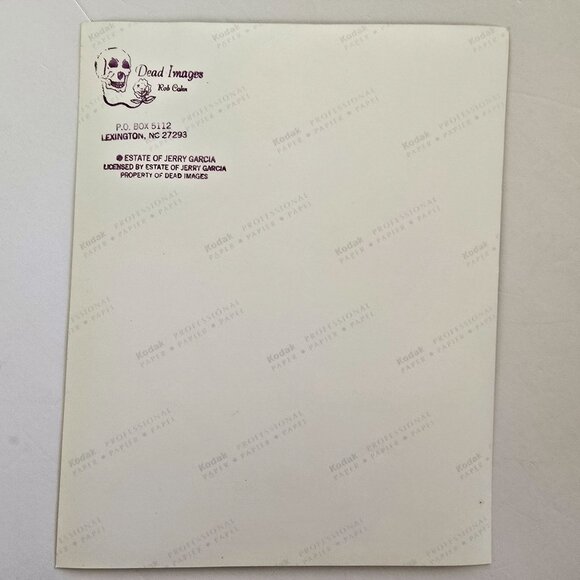 Dead Images
Rob Cohn
P.O. BOX 5112
LEXINGTON, NC 27293
© ESTATE OF JERRY GARCIA
LICENSED BY ESTATE OF JERRY GARCIA
PROPERTY OF DEAD IMAGES
Kodak PROFESSIONAL
PAPER ★ PAPIER ★ PAPEL